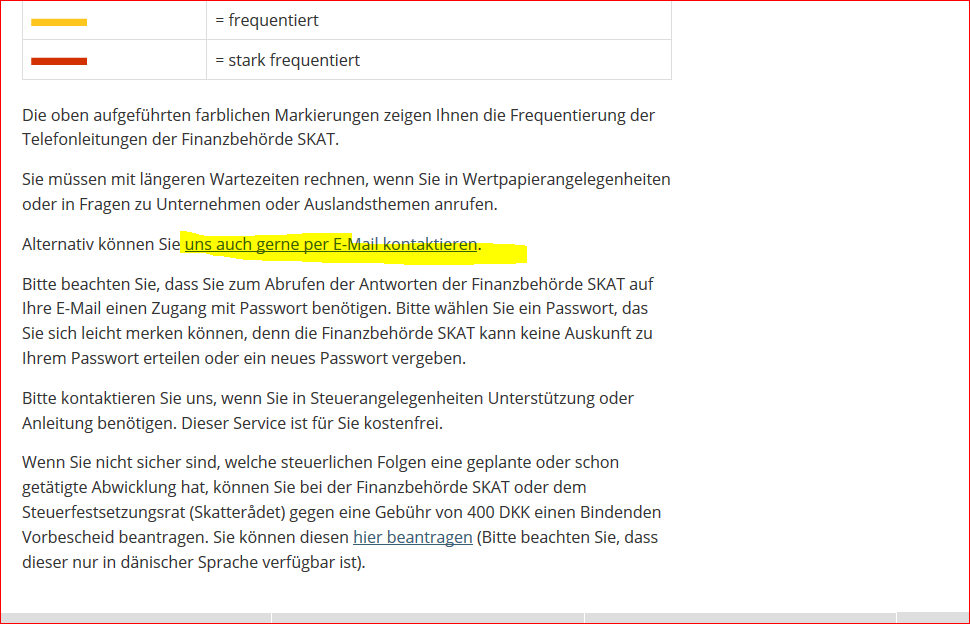 = frequentiert
= stark frequentiert
Die oben aufgeführten farblichen Markierungen zeigen Ihnen die Frequentierung der
Telefonleitungen der Finanzbehörde SKAT.
Sie müssen mit längeren Wartezeiten rechnen, wenn Sie in Wertpapierangelegenheiten
oder in Fragen zu Unternehmen oder Auslandsthemen anrufen.
Alternativ können Sie uns auch gerne per E-Mail kontaktieren.
Bitte beachten Sie, dass Sie zum Abrufen der Antworten der Finanzbehörde SKAT auf
Ihre E-Mail einen Zugang mit Passwort benötigen. Bitte wählen Sie ein Passwort, das
Sie sich leicht merken können, denn die Finanzbehörde SKAT kann keine Auskunft zu
Ihrem Passwort erteilen oder ein neues Passwort vergeben.
Bitte kontaktieren Sie uns, wenn Sie in Steuerangelegenheiten Unterstützung oder
Anleitung benötigen. Dieser Service ist für Sie kostenfrei.
Wenn Sie nicht sicher sind, welche steuerlichen Folgen eine geplante oder schon
getätigte Abwicklung hat, können Sie bei der Finanzbehörde SKAT oder dem
Steuerfestsetzungsrat (Skatterådet) gegen eine Gebühr von 400 DKK einen Bindenden
Vorbescheid beantragen. Sie können diesen hier beantragen (Bitte beachten Sie, dass
dieser nur in dänischer Sprache verfügbar ist).